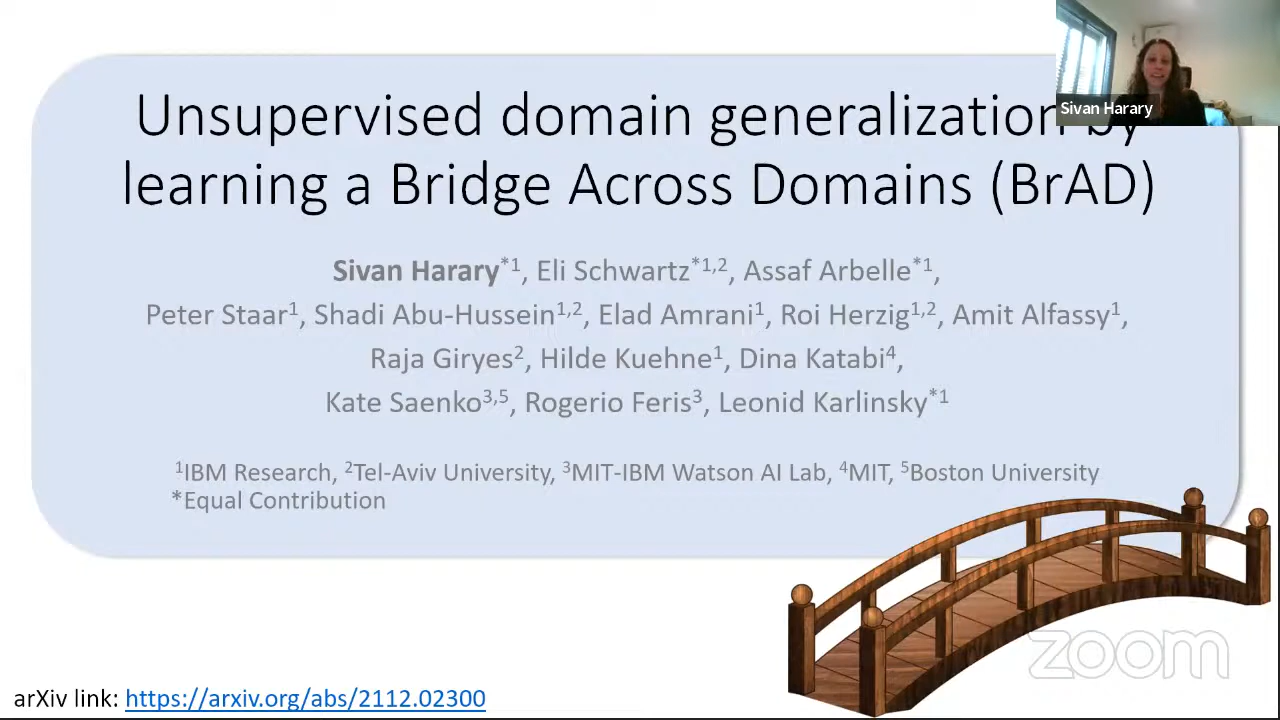 Unsupervised domain generalization by
learning a Bridge Across Domains (BrAD)
Sivan Harary
Sivan Harary*1, Eli Schwartz*1,2, Assaf Arbelle*1,
Peter Staar1, Shadi Abu-Hussein1,2, Elad Amrani1, Roi Herzig1,2, Amit Alfassy1,
Raja Giryes2, Hilde Kuehne1, Dina Katabi4,
Kate Saenko3,5, Rogerio Feris3, Leonid Karlinsky*1
1IBM Research, 2Tel-Aviv University, 3MIT-IBM Watson AI Lab, 4MIT, 5Boston University
*Equal Contribution
zoom
arXiv link: https://arxiv.org/abs/2112.02300